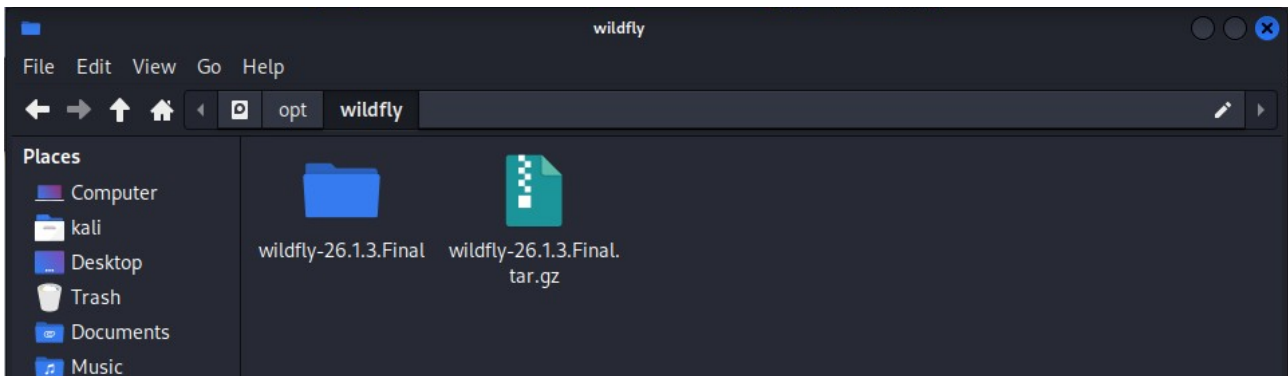 wildfly
File Edit View Go Help
opt wildfly
Places
Computer
kali
Desktop
Trash
Documents
Music
wildfly-26.1.3.Final
wildfly-26.1.3.Final.
tar.gz